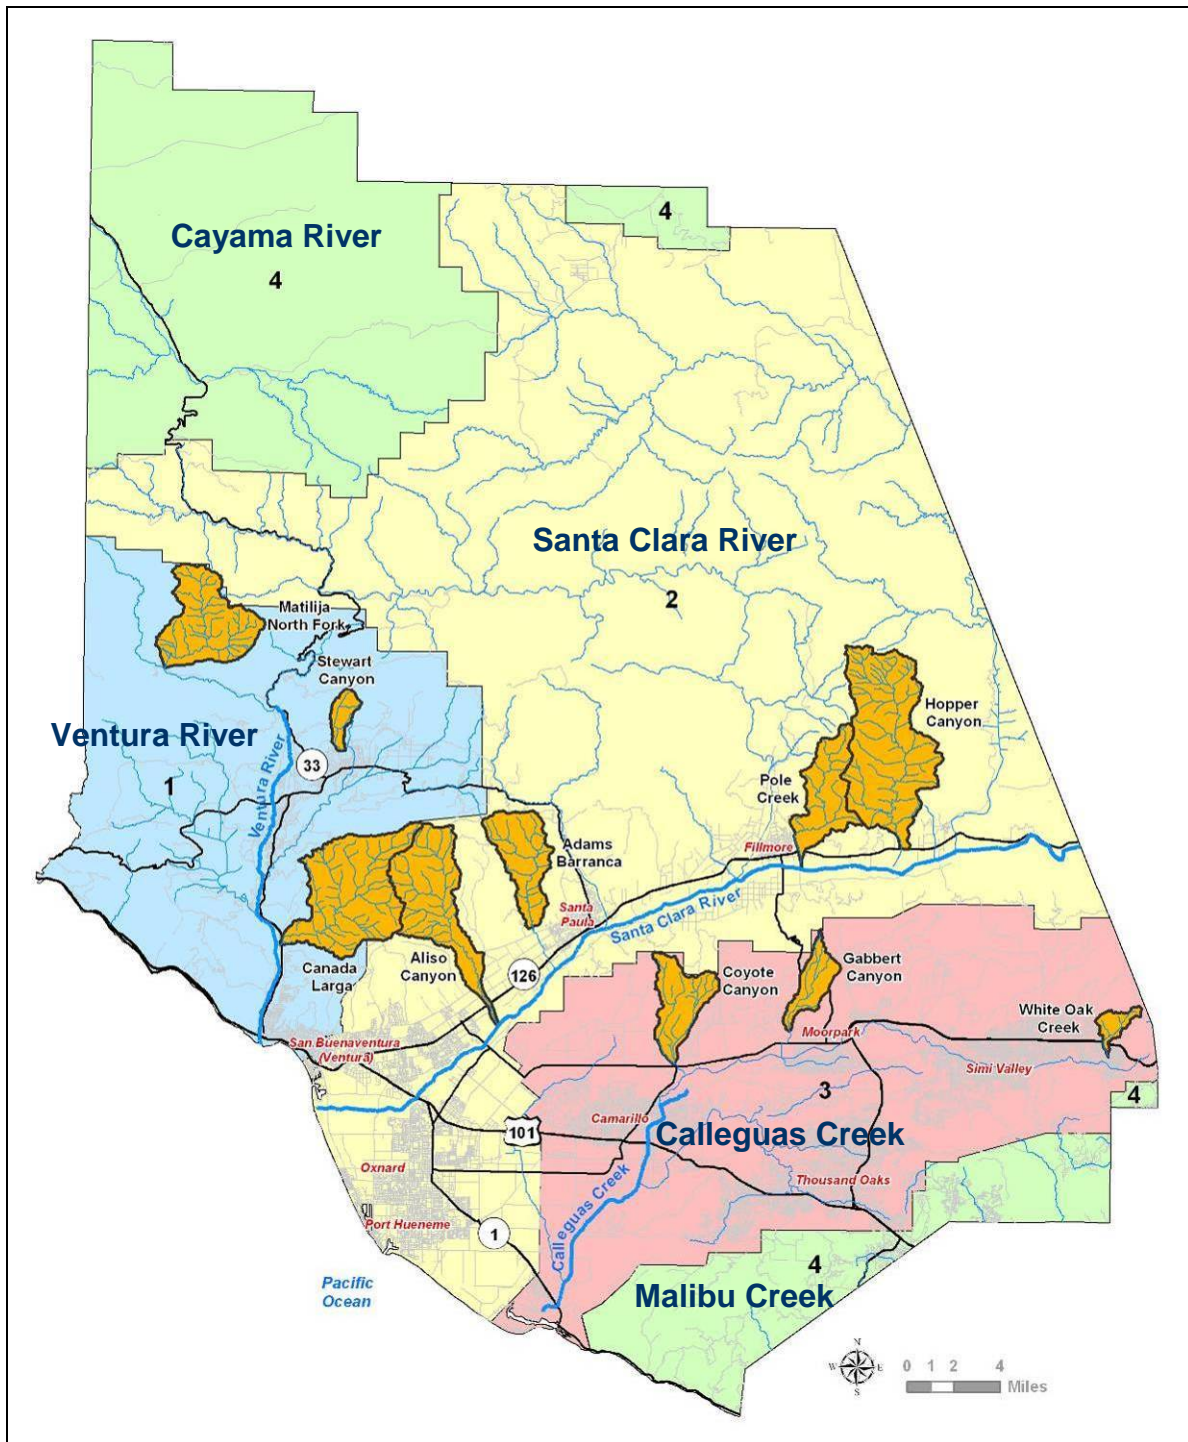 4
Cayama River
4
Santa Clara River
2
Matilija
North Fork
Stewart
Canyon
Hopper
Canyon
Ventura River
33
1
Ventura River
Pole
Creek
Fillmore
Adams
Barranca
Santa
Paula
Santa Clara River
Canada
Larga
Aliso
Canyon
126
Coyote
Canyon
Gabbert
Canyon
White Oak
Creek
San Buenaventura
(Ventura)
Moorpark
Simi Valley
4
3
Camarillo
101
Calleguas Creek
Oxnard
Thousand Oaks
Calleguas Creek
Port Hueneme
1
4
Pacific
Ocean
Malibu Creek
N
W E
S
0 1 2 4
Miles